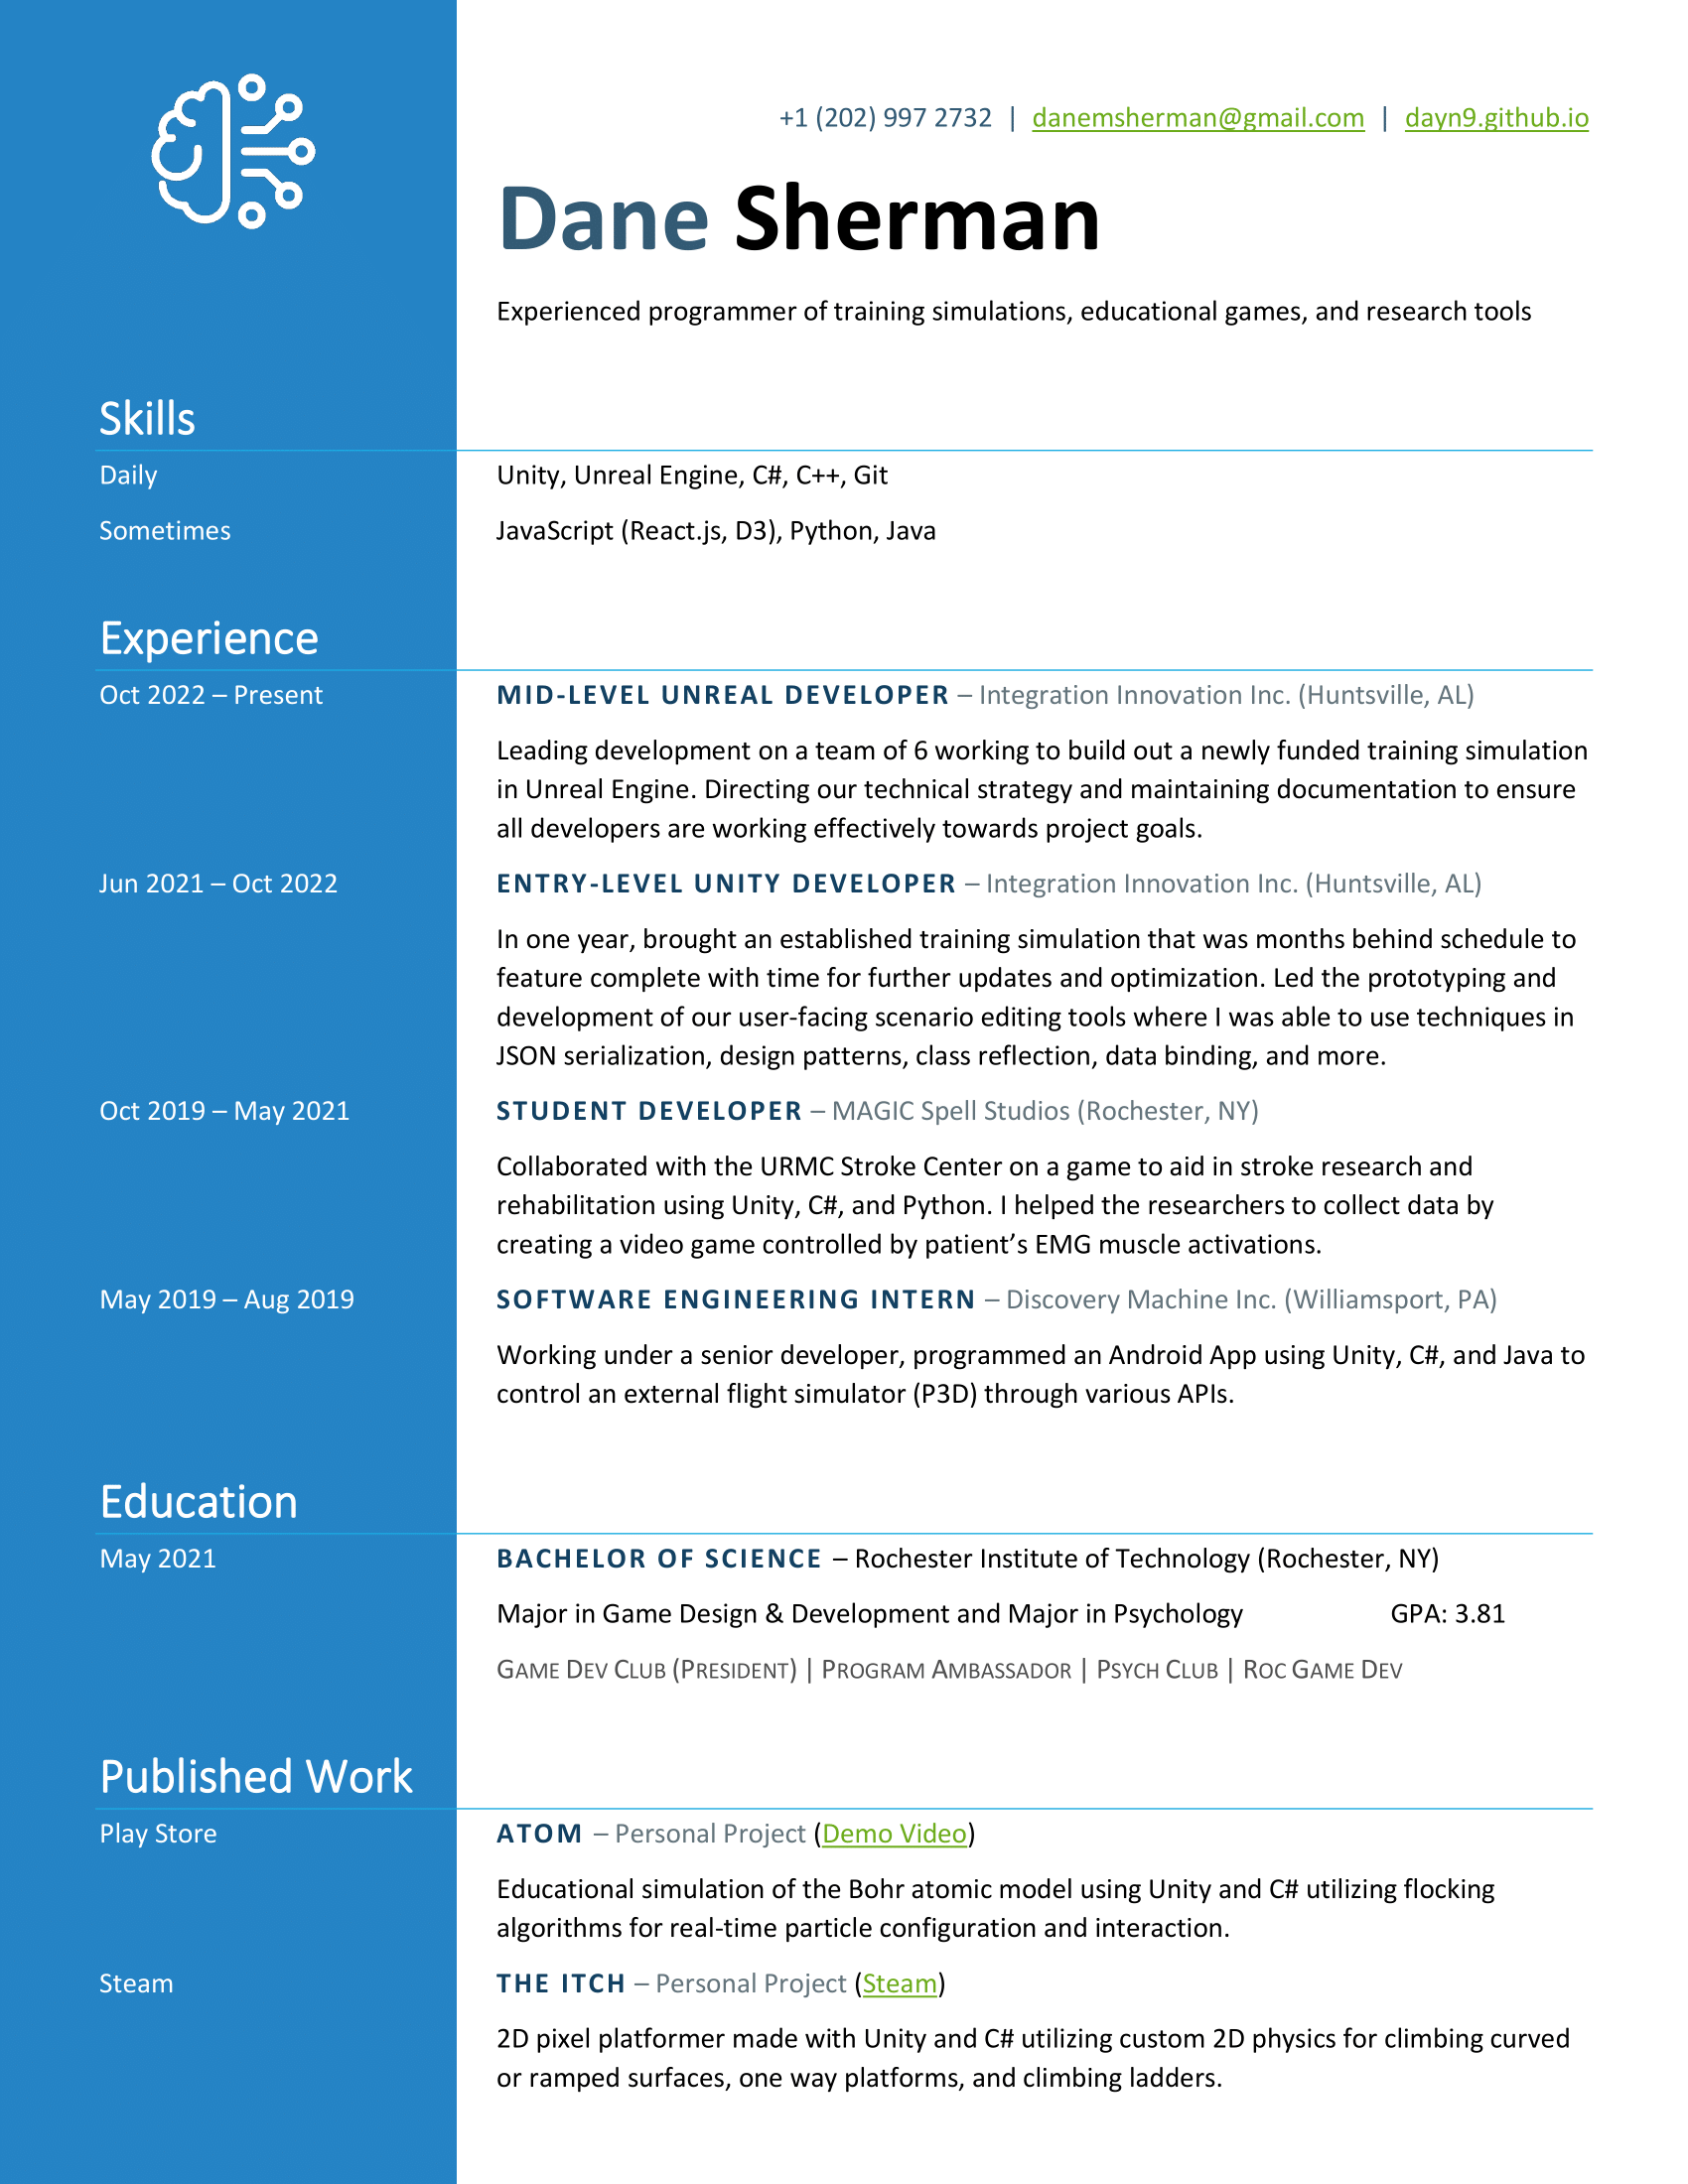 +1 (202) 997 2732 | danemsherman@gmail.com | dayn9.github.io
Dane Sherman
Experienced programmer of training simulations, educational games, and research tools
Skills
Daily
Unity, Unreal Engine, C#, C++, Git
Sometimes
JavaScript (React.js, D3), Python, Java
Experience
Oct 2022 – Present
MID-LEVEL UNREAL DEVELOPER – Integration Innovation Inc. (Huntsville, AL)
Leading development on a team of 6 working to build out a newly funded training simulation
in Unreal Engine. Directing our technical strategy and maintaining documentation to ensure
all developers are working effectively towards project goals.
Jun 2021 – Oct 2022
ENTRY-LEVEL UNITY DEVELOPER – Integration Innovation Inc. (Huntsville, AL)
In one year, brought an established training simulation that was months behind schedule to
feature complete with time for further updates and optimization. Led the prototyping and
development of our user-facing scenario editing tools where I was able to use techniques in
JSON serialization, design patterns, class reflection, data binding, and more.
Oct 2019 – May 2021
STUDENT DEVELOPER – MAGIC Spell Studios (Rochester, NY)
Collaborated with the URMC Stroke Center on a game to aid in stroke research and
rehabilitation using Unity, C#, and Python. I helped the researchers to collect data by
creating a video game controlled by patient’s EMG muscle activations.
May 2019 – Aug 2019
SOFTWARE ENGINEERING INTERN – Discovery Machine Inc. (Williamsport, PA)
Working under a senior developer, programmed an Android App using Unity, C#, and Java to
control an external flight simulator (P3D) through various APIs.
Education
May 2021
BACHELOR OF SCIENCE – Rochester Institute of Technology (Rochester, NY)
Major in Game Design & Development and Major in Psychology GPA: 3.81
GAME DEV CLUB (PRESIDENT) | PROGRAM AMBASSADOR | PSYCH CLUB | ROC GAME DEV
Published Work
Play Store
ATOM – Personal Project (Demo Video)
Educational simulation of the Bohr atomic model using Unity and C# utilizing flocking
algorithms for real-time particle configuration and interaction.
Steam
THE ITCH – Personal Project (Steam)
2D pixel platformer made with Unity and C# utilizing custom 2D physics for climbing curved
or ramped surfaces, one way platforms, and climbing ladders.